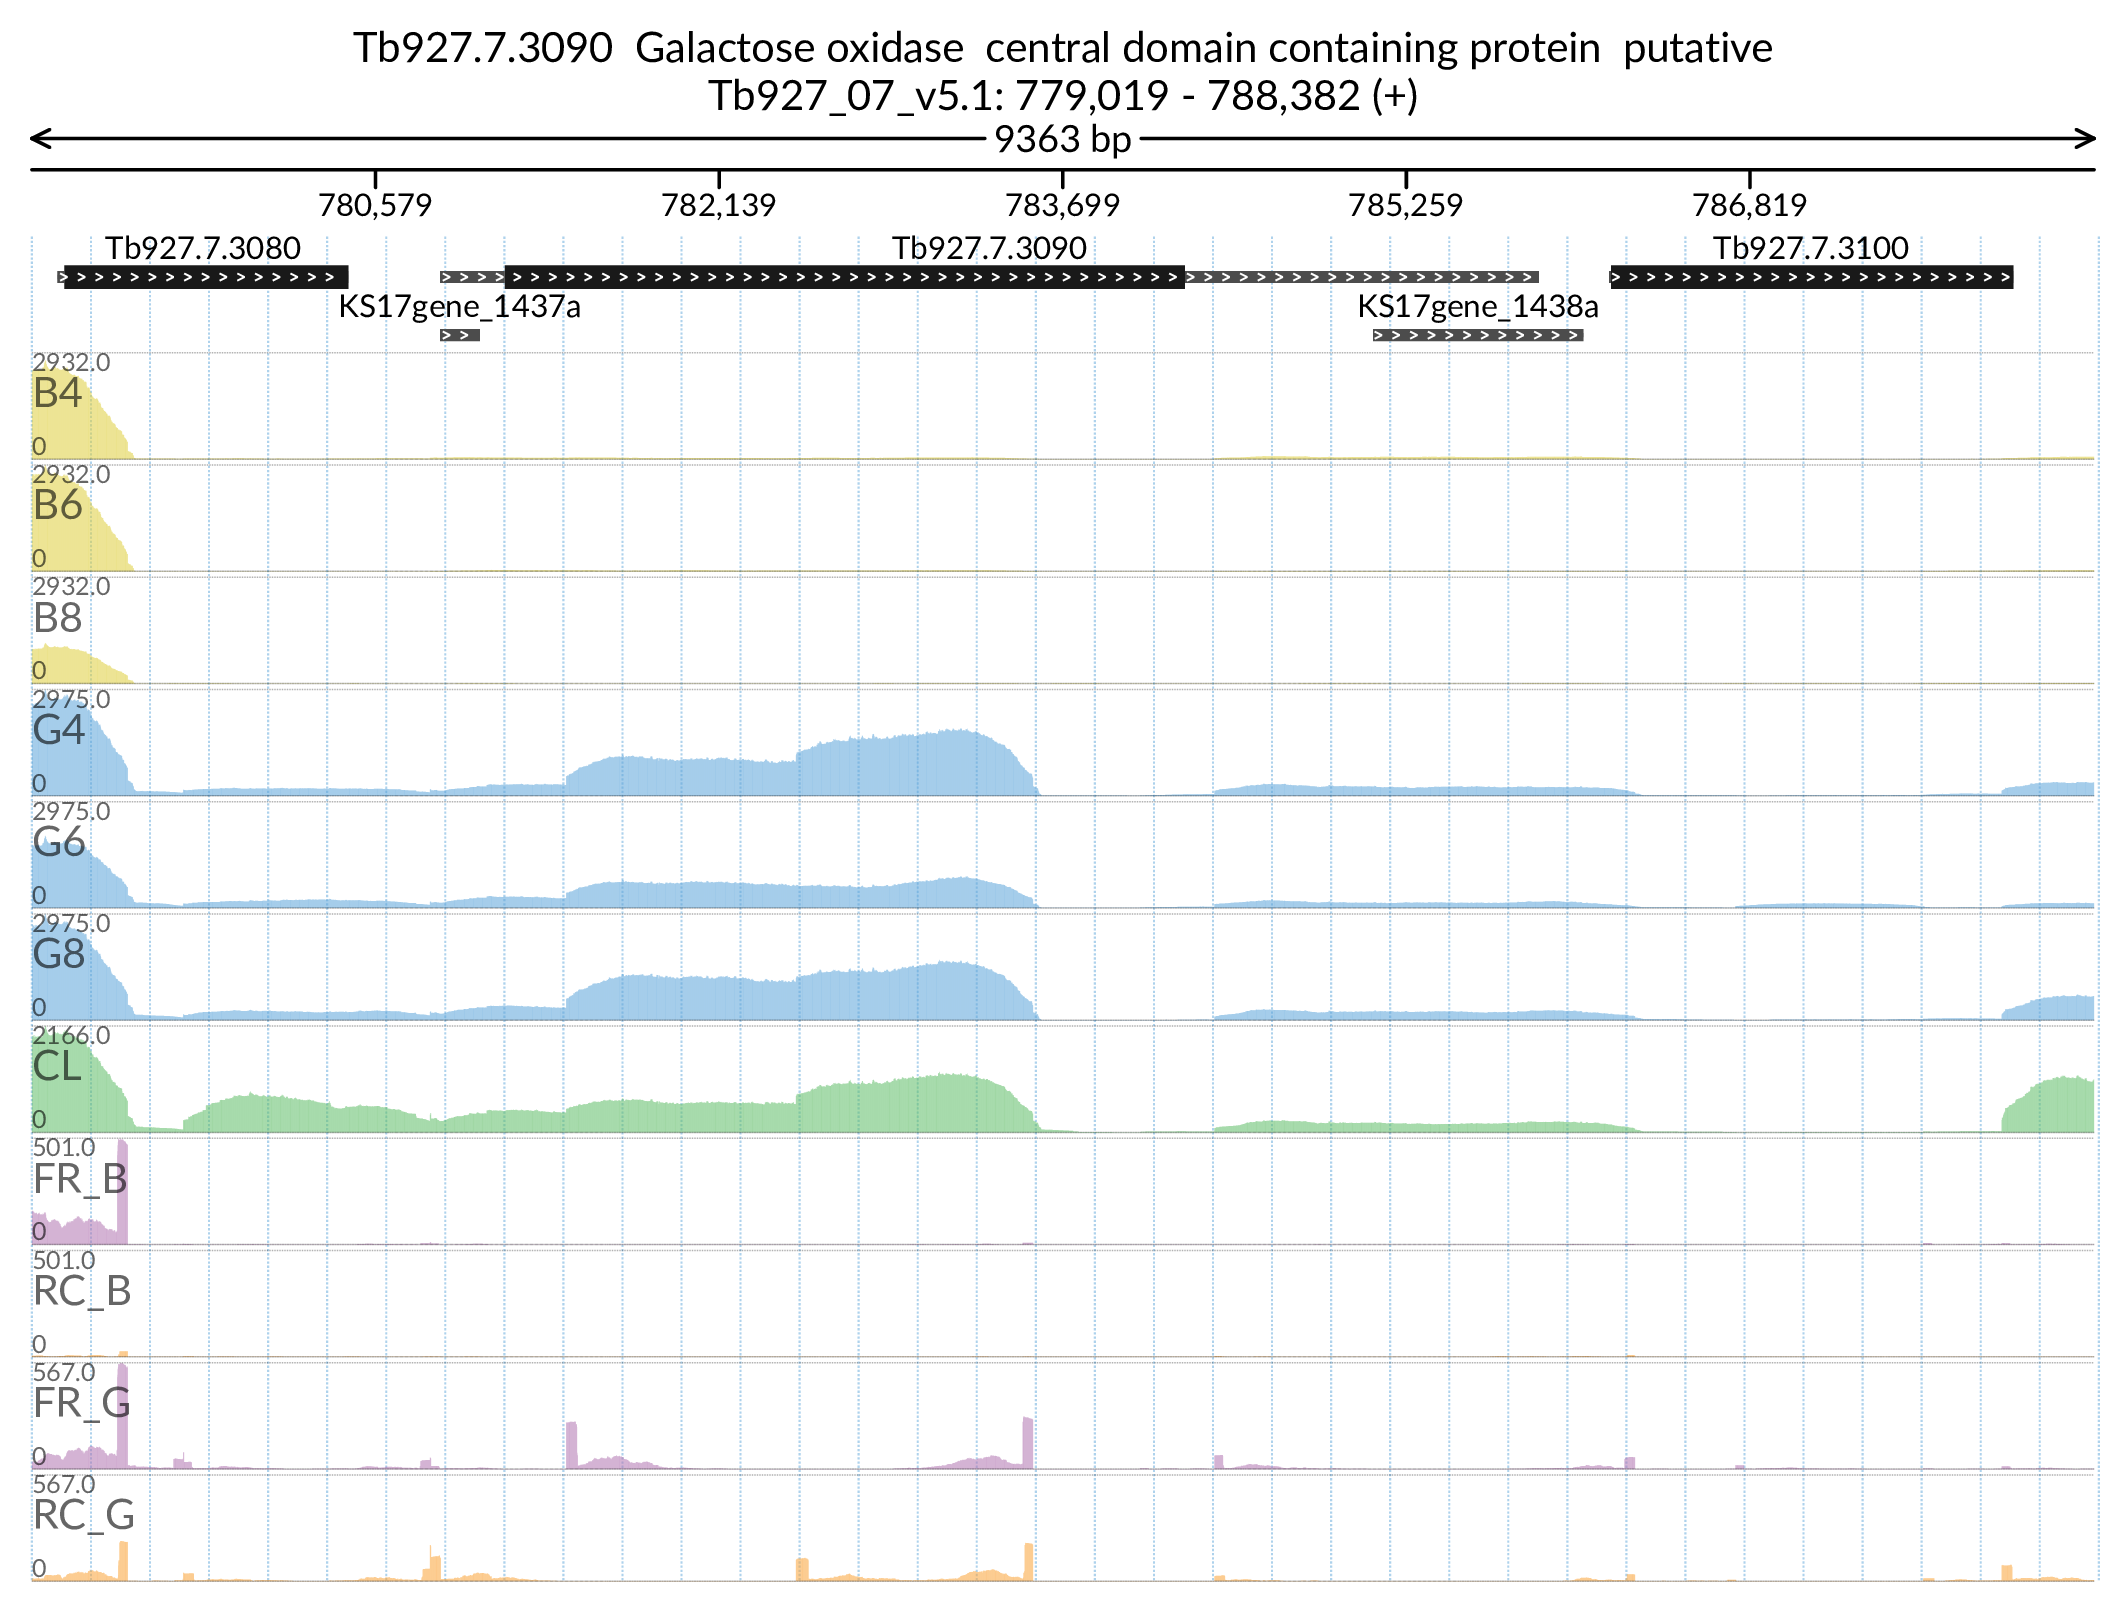 Tb927.7.3090  Galactose oxidase  central domain containing protein  putative
Tb927_07_v5.1: 779,019 - 788,382 (+)
9363 bp
780,579 782,139 783,699 785,259 786,819
Tb927.7.3080 Tb927.7.3090 Tb927.7.3100
KS17gene_1437a KS17gene_1438a
2932.0
B4
0
2932.0
B6
0
2932.0
B8
0
2975.0
G4
0
2975.0
G6
0
2975.0
G8
0
2166.0
CL
0
501.0
FR_B
0
501.0
RC_B
0
567.0
FR_G
0
567.0
RC_G
0